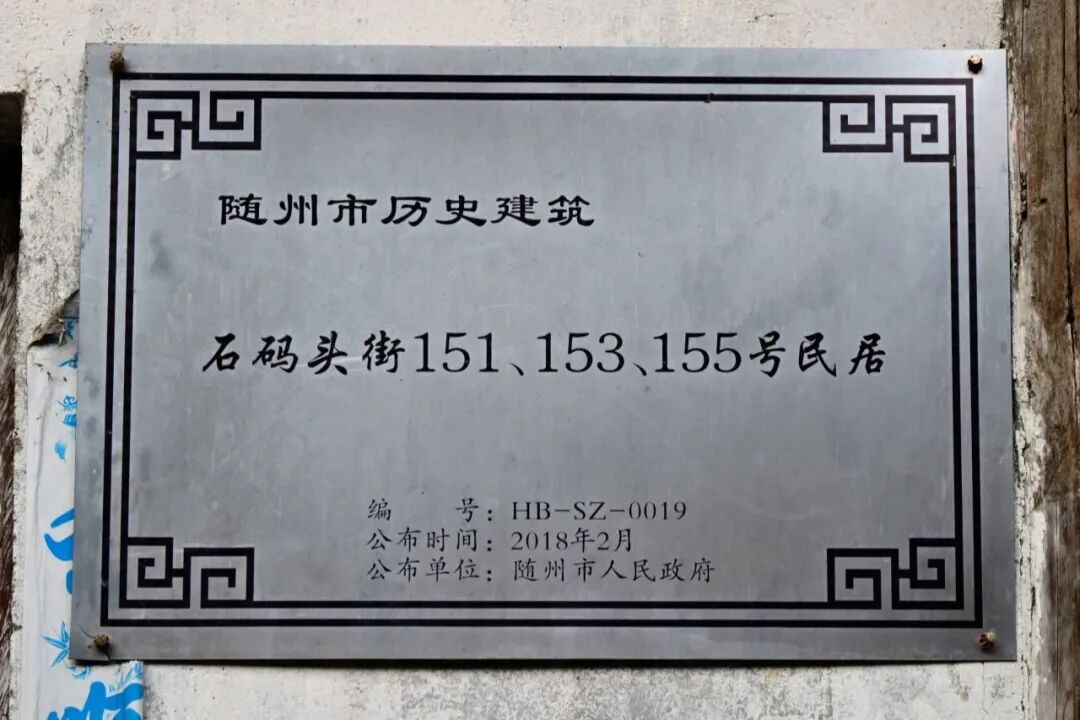 随州市历史建筑
石码头街151、153、155号民居
编　　号：HB-SZ-0019
公布时间：2018年2月
公布单位：随州市人民政府